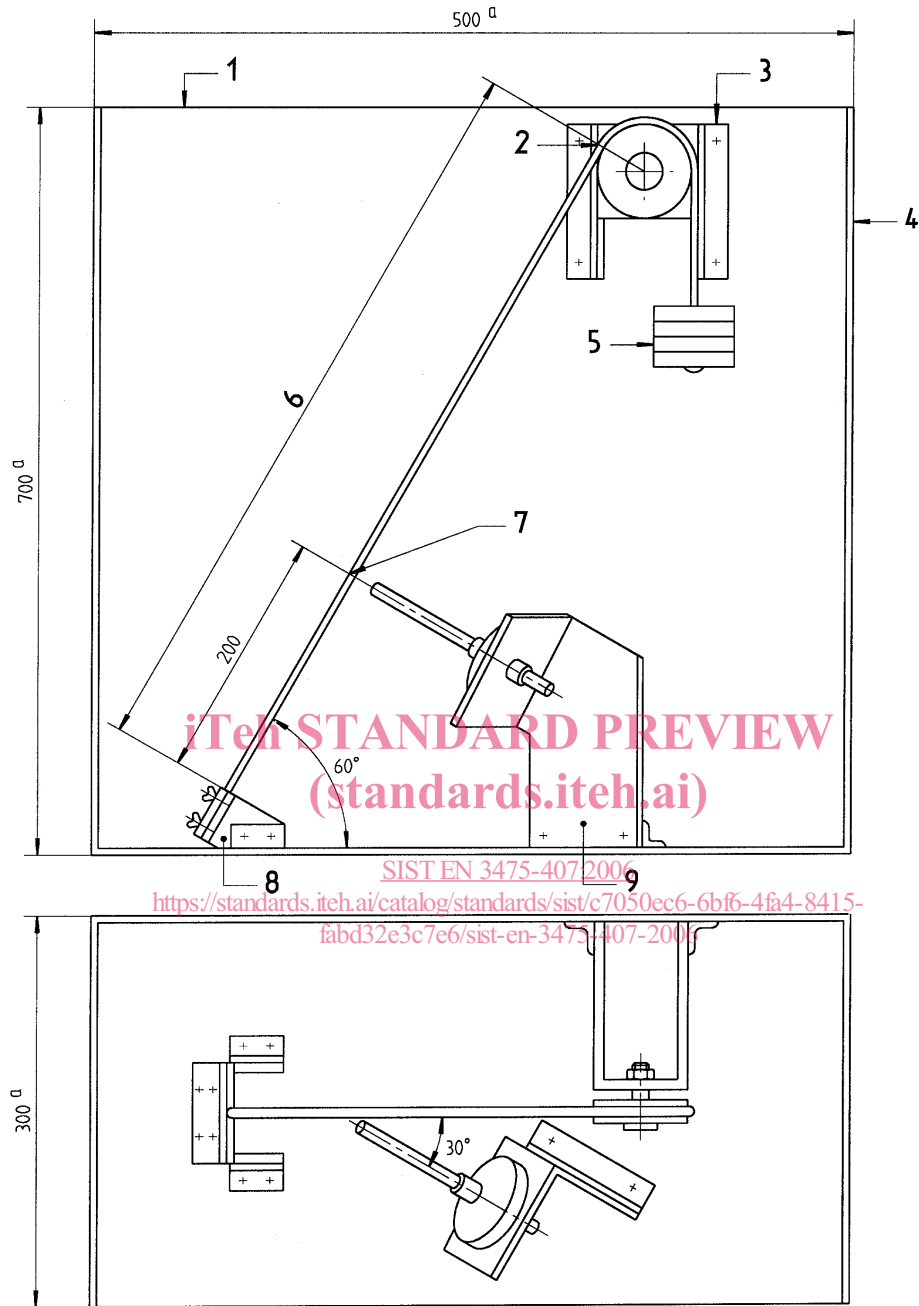 500 a
1
3
2
4
5
6
700 a
7
200
60°
iTeh STANDARD PREVIEW
(standards.iteh.ai)
8
9
SIST EN 3475-407:2006
https://standards.iteh.ai/catalog/standards/sist/c7050ec6-6bf6-4fa4-8415-
fabd32e3c7e6/sist-en-3475-407-2006
300 a
30°